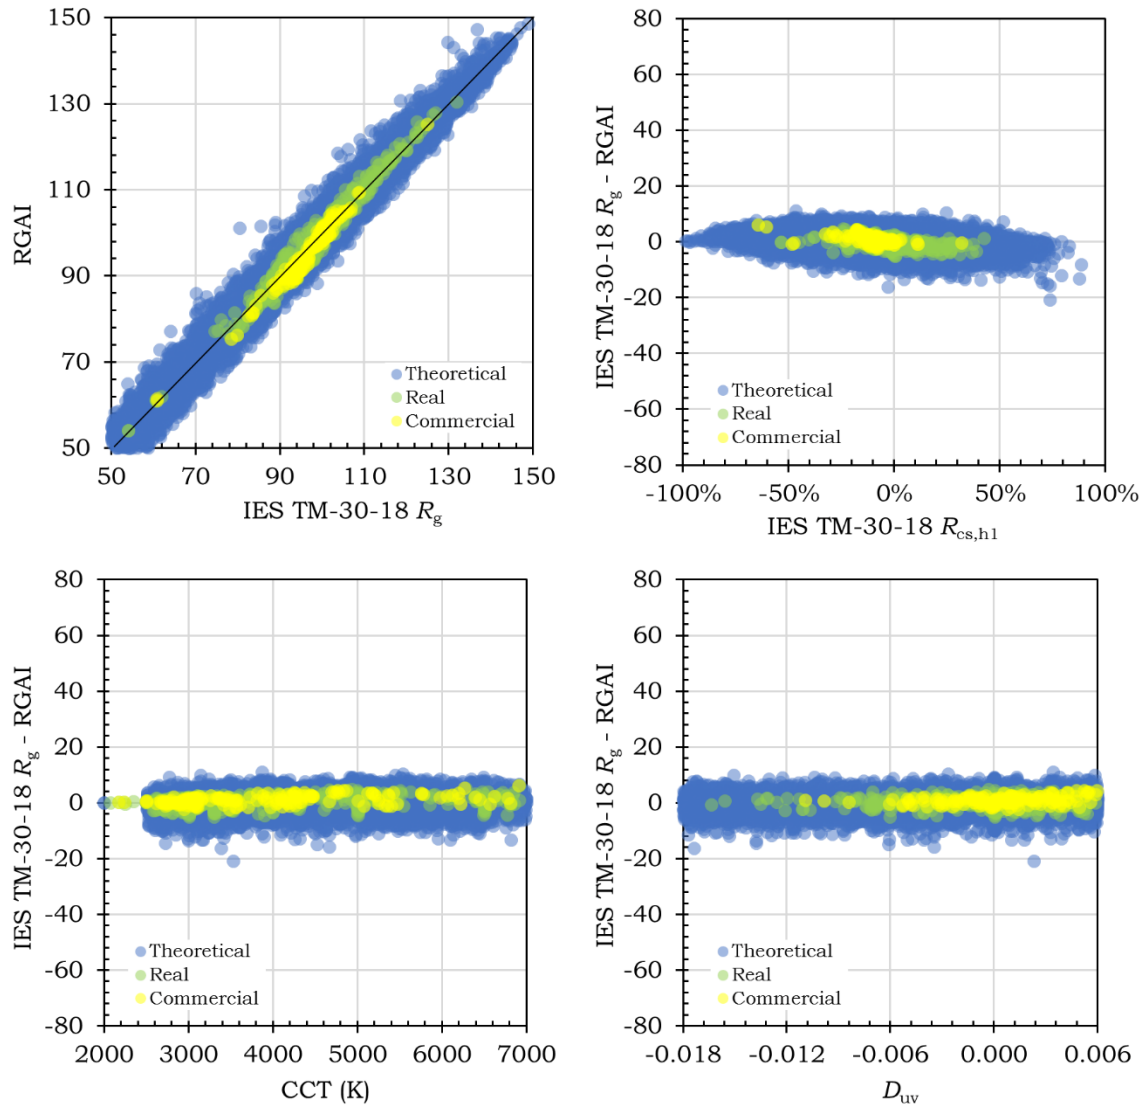 150
130
110
90
70
50
RGAI
Theoretical
Real
Commercial
50 70 90 110 130 150
IES TM-30-18 Rg
80
60
40
20
0
-20
-40
-60
-80
IES TM-30-18 Rg - RGAI
Theoretical
Real
Commercial
-100% -50% 0% 50% 100%
IES TM-30-18 Rcs,h1
80
60
40
20
0
-20
-40
-60
-80
IES TM-30-18 Rg - RGAI
Theoretical
Real
Commercial
2000 3000 4000 5000 6000 7000
CCT (K)
80
60
40
20
0
-20
-40
-60
-80
IES TM-30-18 Rg - RGAI
Theoretical
Real
Commercial
-0.018 -0.012 -0.006 0.000 0.006
Duv